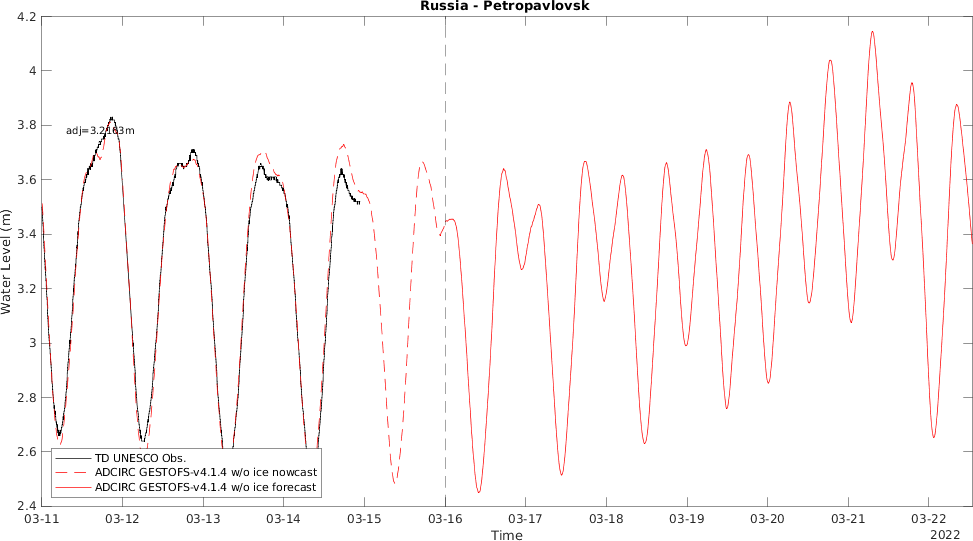 Russia - Petropavlovsk
4.2
4
3.8
3.6
3.4
3.2
3
2.8
2.6
2.4
Water Level (m)
adj=3.2163m
TD UNESCO Obs.
ADCIRC GESTOFS-v4.1.4 w/o ice nowcast
ADCIRC GESTOFS-v4.1.4 w/o ice forecast
03-11 03-12 03-13 03-14 03-15 03-16 03-17 03-18 03-19 03-20 03-21 03-22
Time
2022